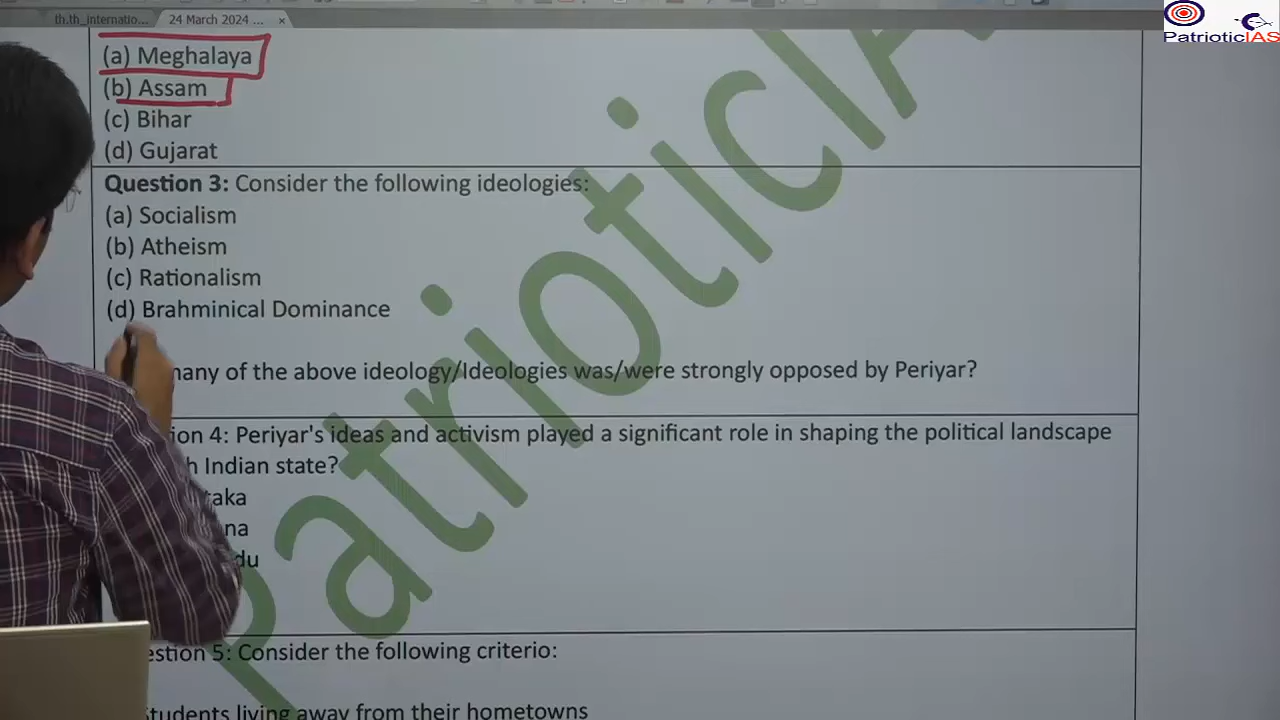 th.th_internatio...
24 March 2024 ...
PatrioticIAS
(a) Meghalaya
(b) Assam
(c) Bihar
(d) Gujarat
Question 3: Consider the following ideologies:
(a) Socialism
(b) Atheism
(c) Rationalism
(d) Brahminical Dominance
many of the above ideology/Ideologies was/were strongly opposed by Periyar?
4: Periyar's ideas and activism played a significant role in shaping the political landscape
Indian state?
5: Consider the following criterio:
Students living away from their hometowns
PatrioticIA